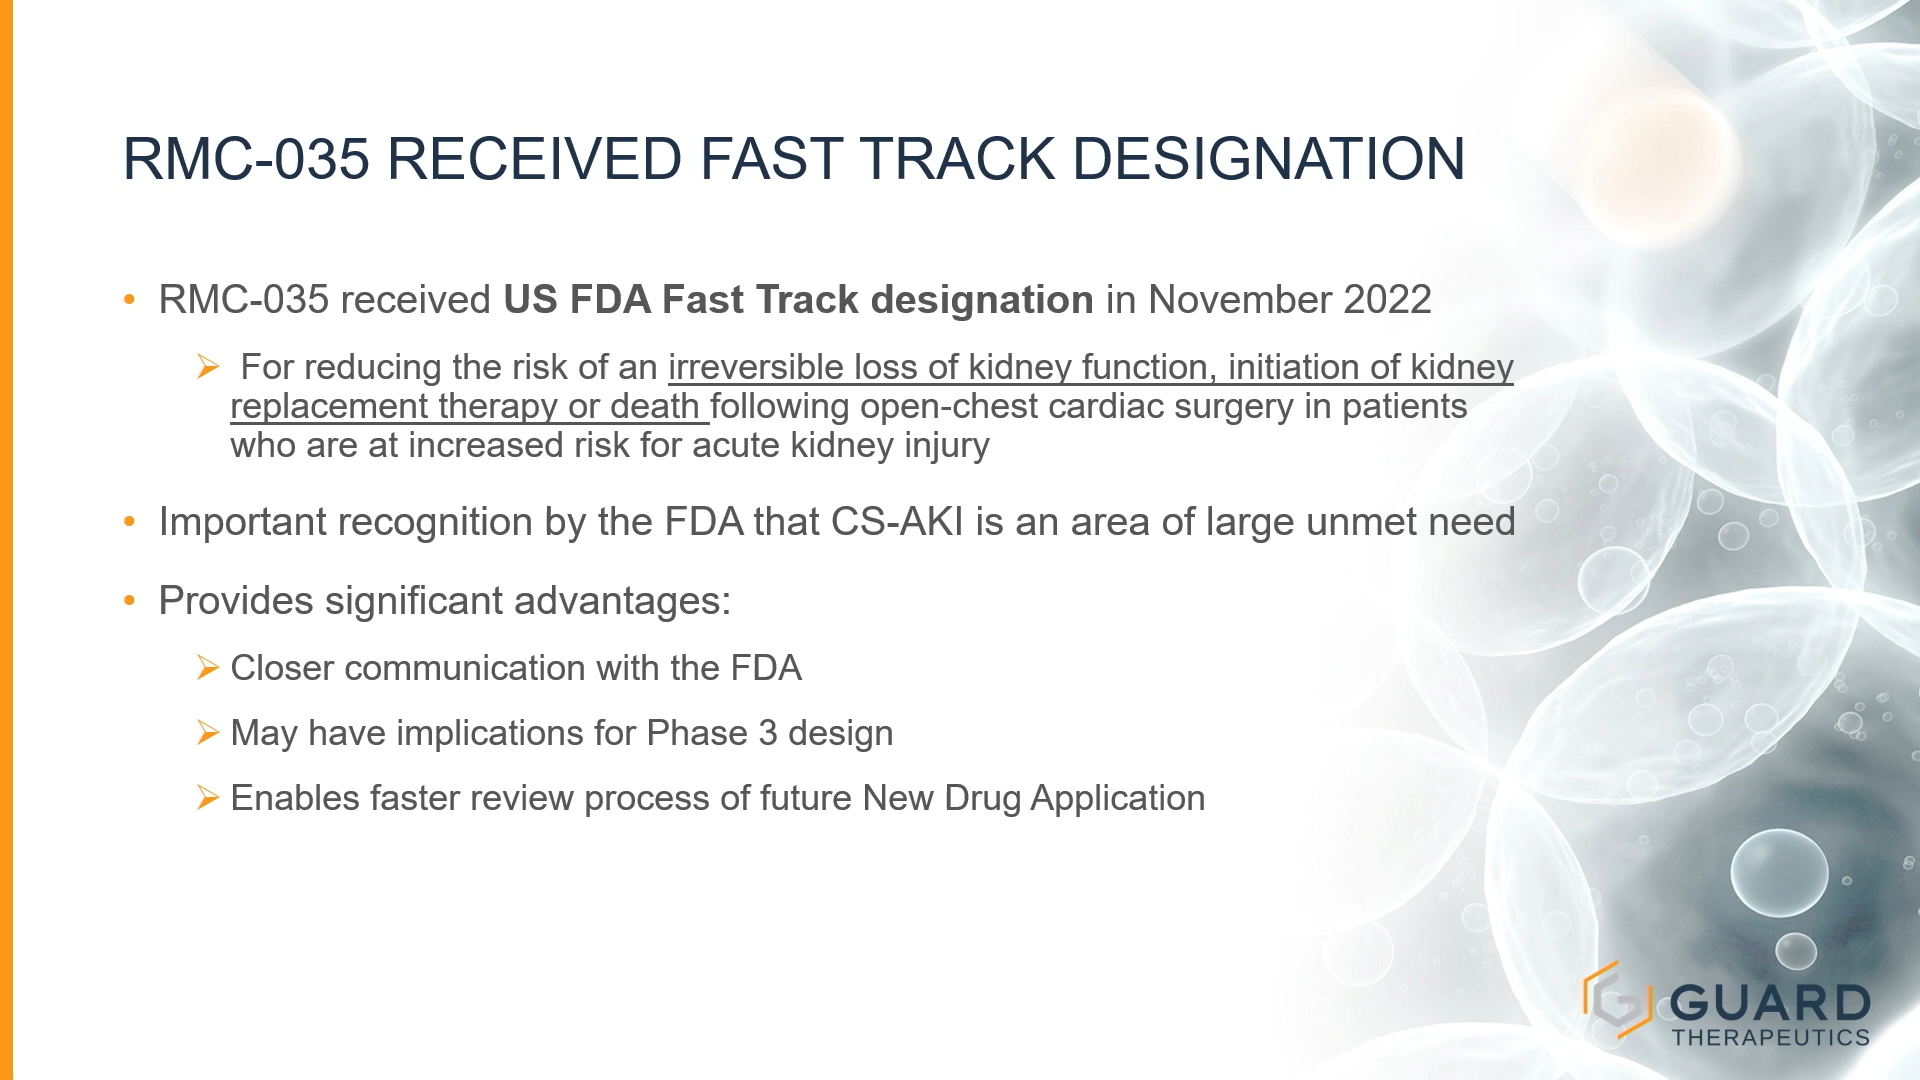 RMC-035 RECEIVED FAST TRACK DESIGNATION
• RMC-035 received US FDA Fast Track designation in November 2022
➢ For reducing the risk of an irreversible loss of kidney function, initiation of kidney
replacement therapy or death following open-chest cardiac surgery in patients
who are at increased risk for acute kidney injury
• Important recognition by the FDA that CS-AKI is an area of large unmet need
• Provides significant advantages:
➢ Closer communication with the FDA
➢ May have implications for Phase 3 design
➢ Enables faster review process of future New Drug Application
GUARD
THERAPEUTICS